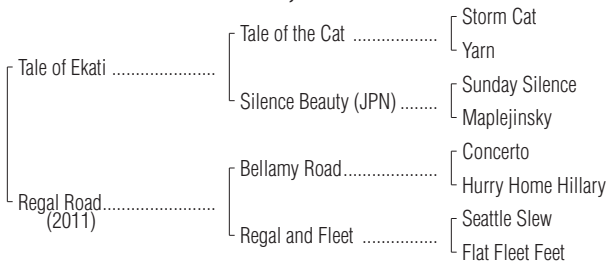 Storm Cat
Tale of the Cat ..................
Yarn
Tale of Ekati ......................
Sunday Silence
Silence Beauty (JPN) ........
Maplejinsky
Concerto
Bellamy Road....................
Hurry Home Hillary
Regal Road........................
(2011)
Seattle Slew
Regal and Fleet ................
Flat Fleet Feet